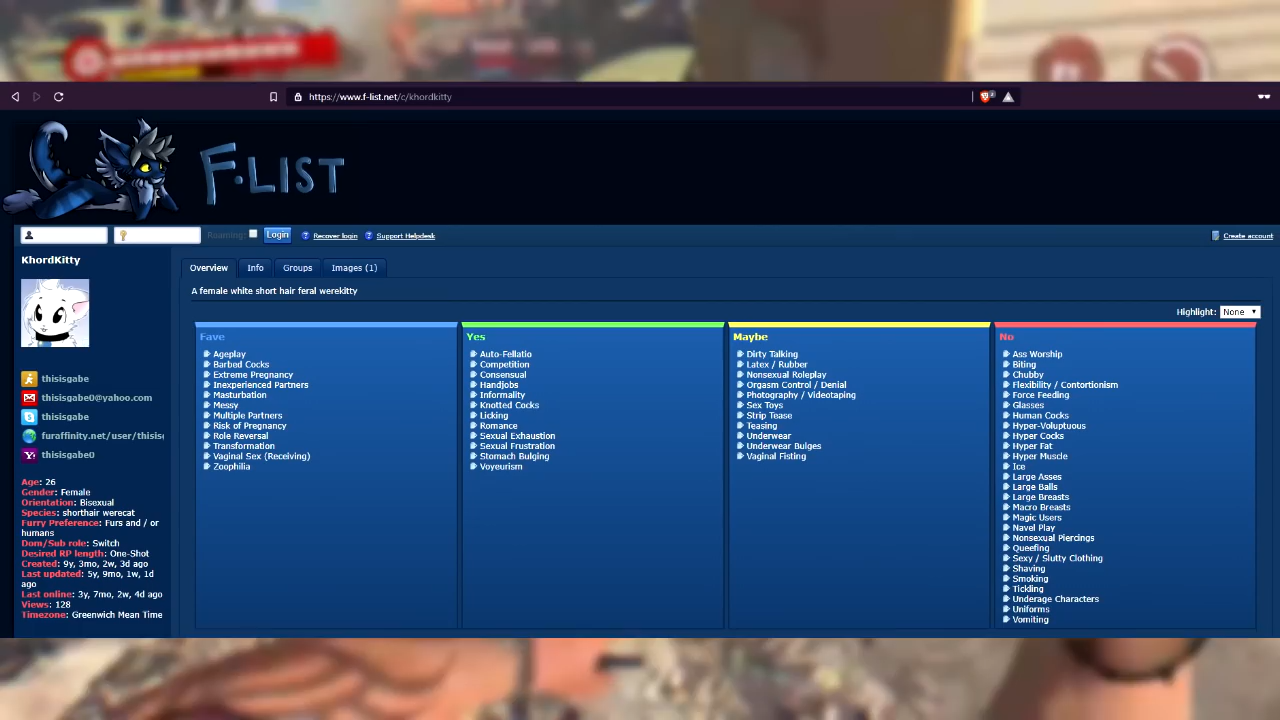 https://www.f-list.net/c/khordkitty
F-LIST
Roaming:
Login
Recover login
Support Helpdesk
Create account
KhordKitty
thisisgabe
thisisgabe0@yahoo.com
thisisgabe
furaffinity.net/user/thisisg
thisisgabe0
Age: 26
Gender: Female
Orientation: Bisexual
Species: shorthair werecat
Furry Preference: Furs and / or
humans
Dom/Sub role: Switch
Desired RP length: One-Shot
Created: 9y, 3mo, 2w, 3d ago
Last updated: 5y, 9mo, 1w, 1d
ago
Last online: 3y, 7mo, 2w, 4d ago
Views: 128
Timezone: Greenwich Mean Time
Overview
Info
Groups
Images (1)
A female white short hair feral werekitty
Highlight: None
Fave
Ageplay
Barbed Cocks
Extreme Pregnancy
Inexperienced Partners
Masturbation
Messy
Multiple Partners
Risk of Pregnancy
Role Reversal
Transformation
Vaginal Sex (Receiving)
Zoophilia
Yes
Auto-Fellatio
Competition
Consensual
Handjobs
Informality
Knotted Cocks
Licking
Romance
Sexual Exhaustion
Sexual Frustration
Stomach Bulging
Voyeurism
Maybe
Dirty Talking
Latex / Rubber
Nonsexual Roleplay
Orgasm Control / Denial
Photography / Videotaping
Sex Toys
Strip Tease
Teasing
Underwear
Underwear Bulges
Vaginal Fisting
No
Ass Worship
Biting
Chubby
Flexibility / Contortionism
Force Feeding
Glasses
Human Cocks
Hyper-Voluptuous
Hyper Cocks
Hyper Fat
Hyper Muscle
Ice
Large Asses
Large Balls
Large Breasts
Macro Breasts
Magic Users
Navel Play
Nonsexual Piercings
Queefing
Sexy / Slutty Clothing
Shaving
Smoking
Tickling
Underage Characters
Uniforms
Vomiting